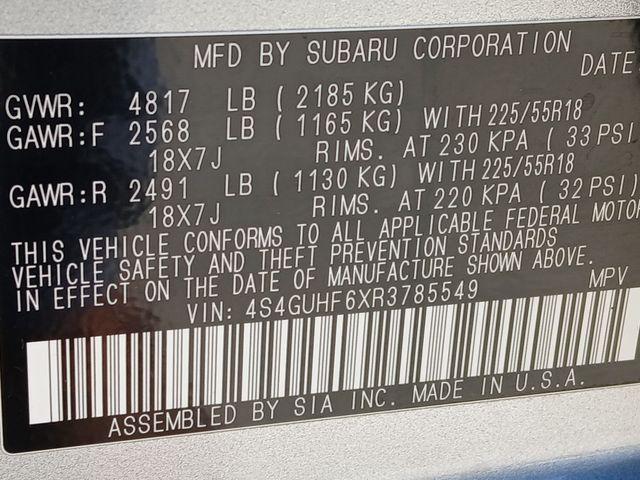 MFD BY SUBARU CORPORATION
DATE
GVWR: 4817 LB (2185 KG)
GAWR:F 2568 LB (1165 KG) WITH 225/55R18
18X7J RIMS. AT 230 KPA (33 PSI
GAWR:R 2491 LB (1130 KG) WITH 225/55R18
18X7J RIMS. AT 220 KPA (32 PSI)
THIS VEHICLE CONFORMS TO ALL APPLICABLE FEDERAL MOTOR
VEHICLE SAFETY AND THEFT PREVENTION STANDARDS
IN EFFECT ON THE DATE OF MANUFACTURE SHOWN ABOVE.
VIN: 4S4GUHF6XR3785549 MPV
ASSEMBLED BY SIA INC. MADE IN U.S.A.